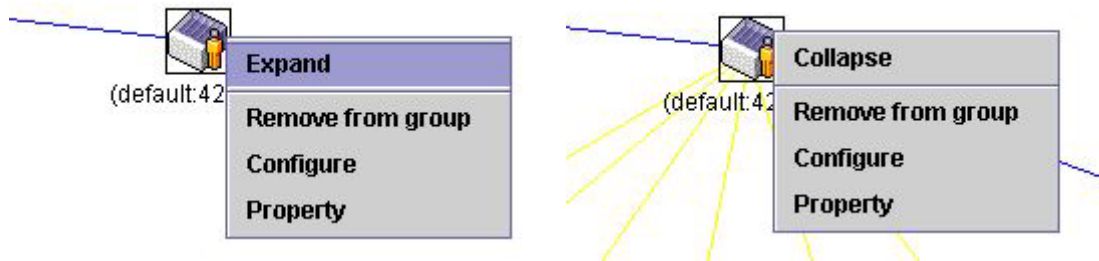 Expand
(default:42
Remove from group
Configure
Property
Collapse
(default:42
Remove from group
Configure
Property